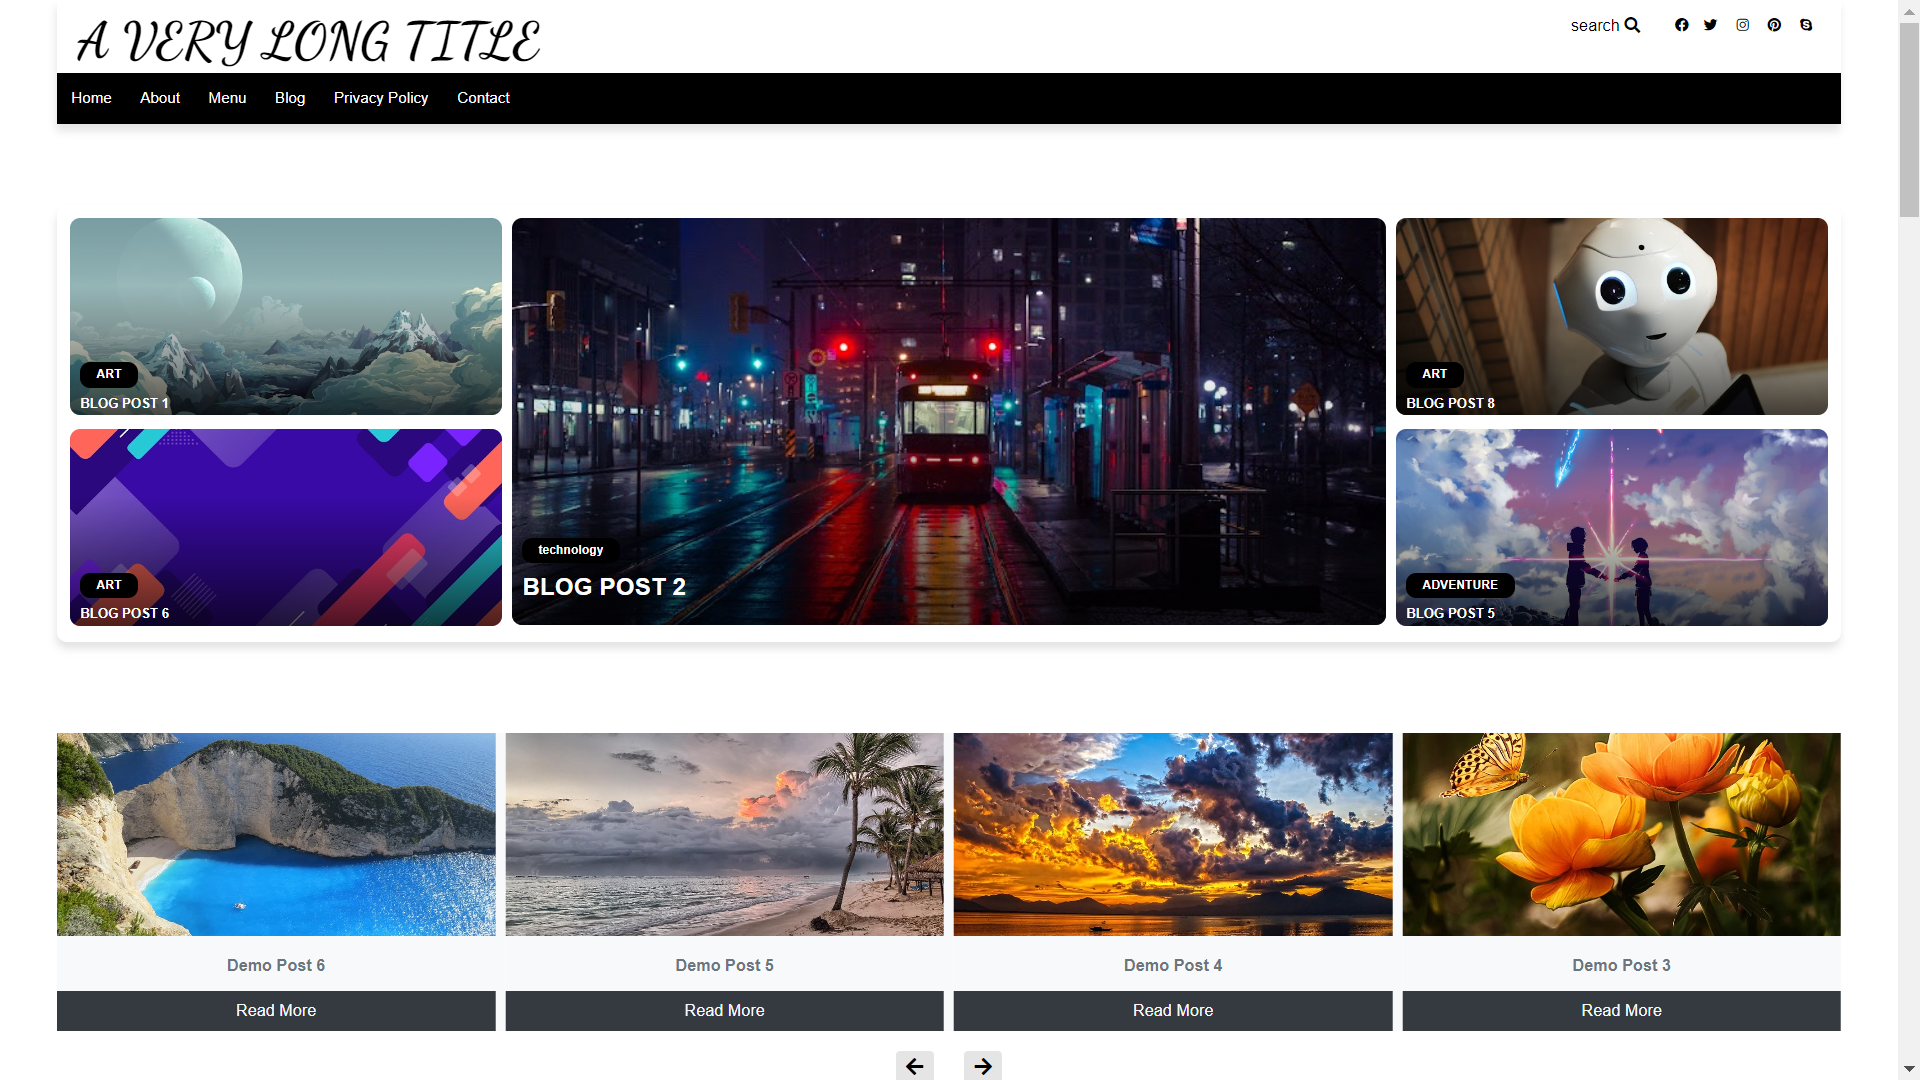 A VERY LONG TITLE
search
Home About Menu Blog Privacy Policy Contact
ART
BLOG POST 1
ART
BLOG POST 6
technology
BLOG POST 2
ART
BLOG POST 8
ADVENTURE
BLOG POST 5
Demo Post 6
Read More
Demo Post 5
Read More
Demo Post 4
Read More
Demo Post 3
Read More